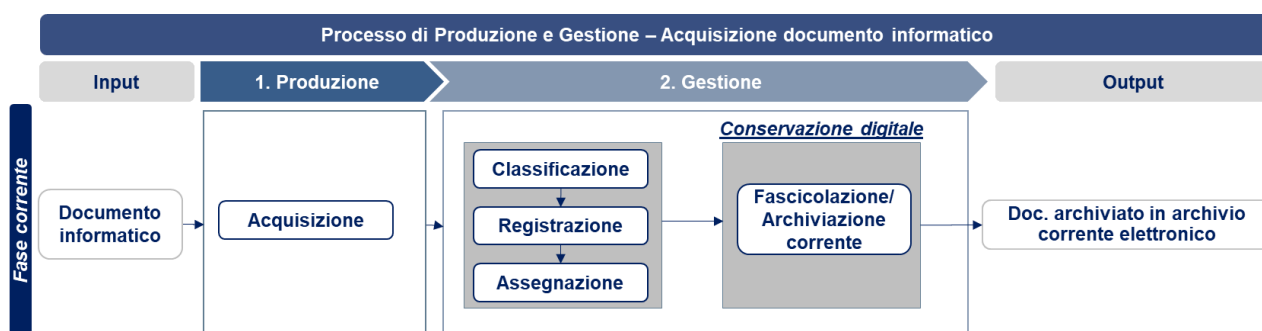 Processo di Produzione e Gestione – Acquisizione documento informatico
Input
1. Produzione
2. Gestione
Output
Fase corrente
Documento
informatico
Acquisizione
Classificazione
Registrazione
Assegnazione
Conservazione digitale
Fascicolazione/
Archiviazione
corrente
Doc. archiviato in archivio
corrente elettronico